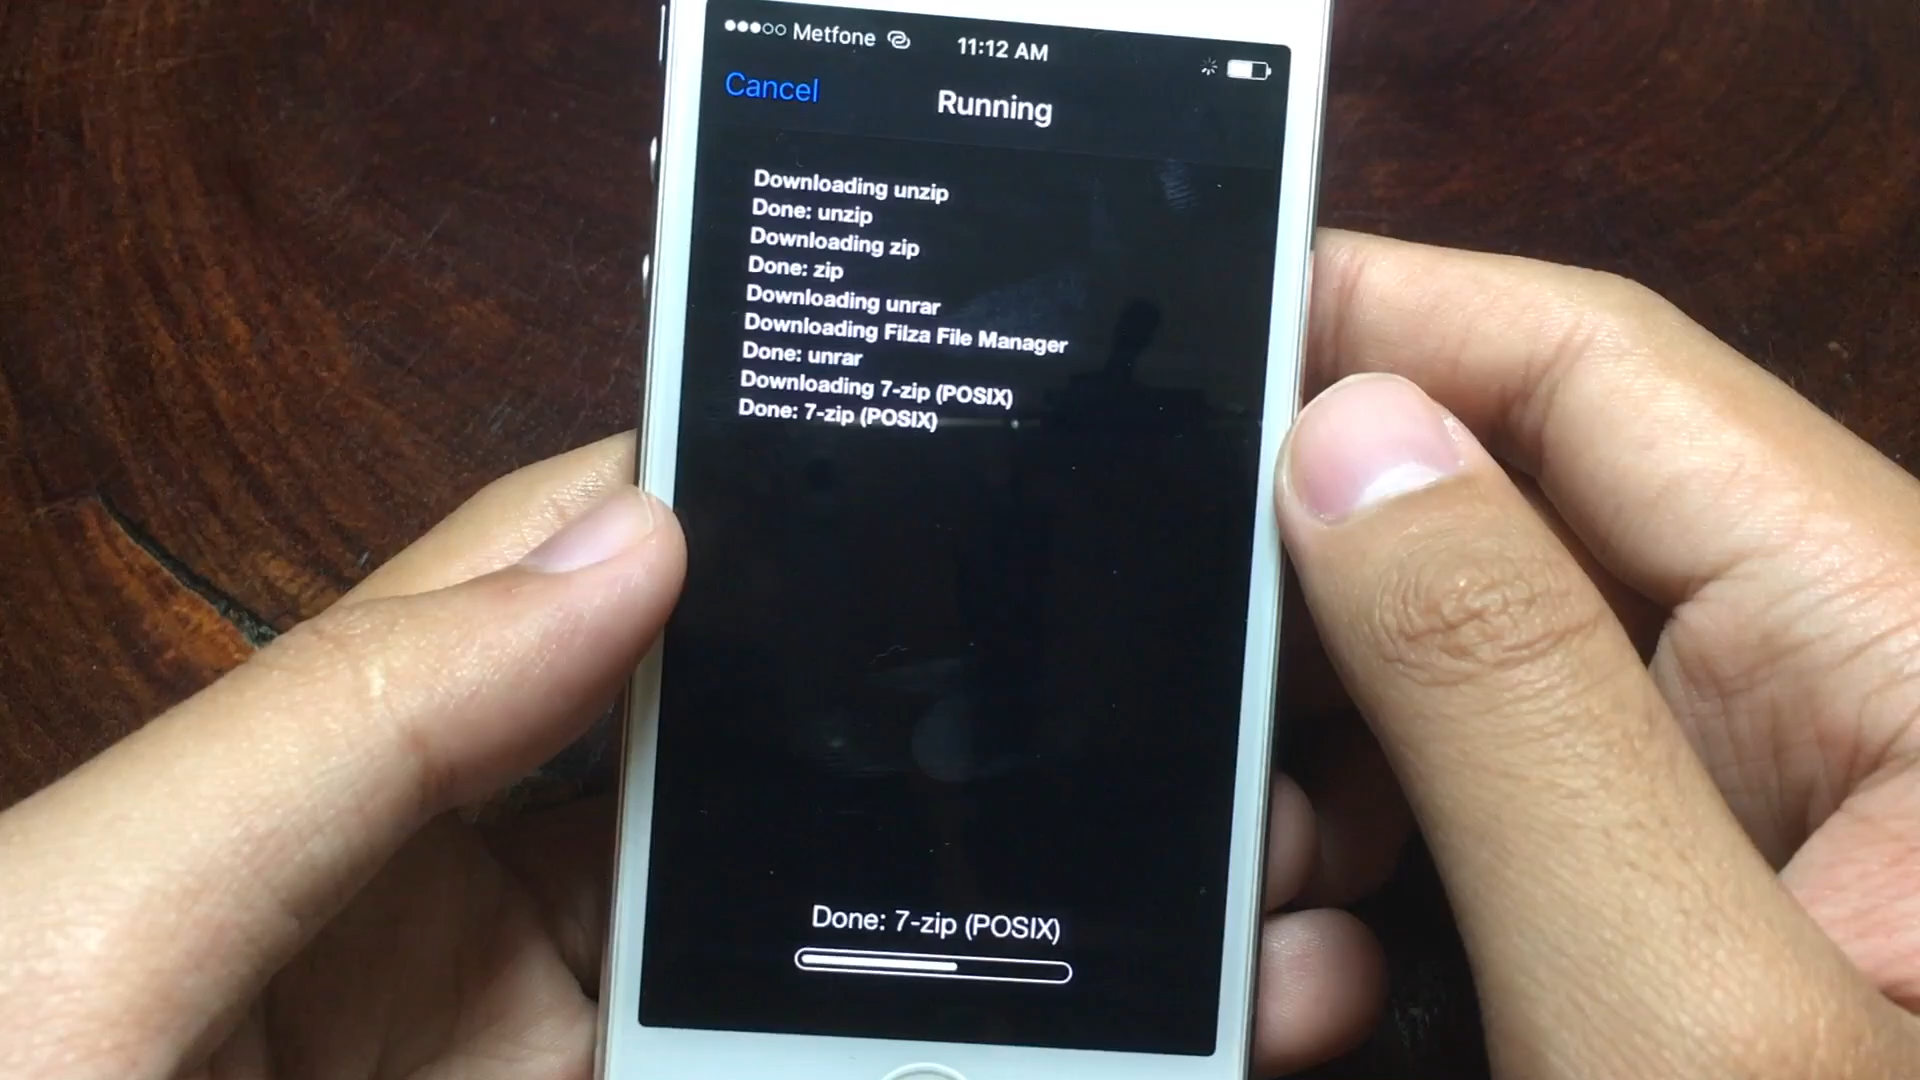 Metfone
11:12 AM
Cancel
Running
Downloading unzip
Done: unzip
Downloading zip
Done: zip
Downloading unrar
Downloading Filza File Manager
Done: unrar
Downloading 7-zip (POSIX)
Done: 7-zip (POSIX)
Done: 7-zip (POSIX)